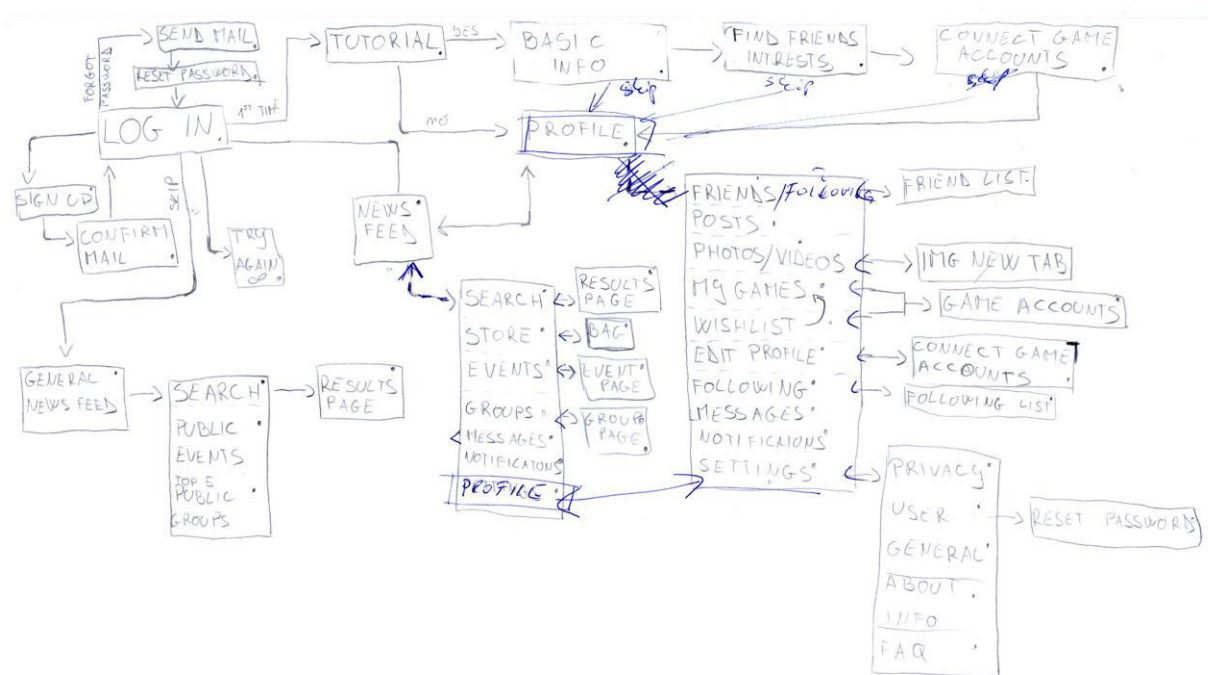 SEND MAIL
FORGOT
PASSWORD
RESET PASSWORD
1ST TIME
LOG IN
SIGN UP
CONFIRM
MAIL
SKIP
TRY
AGAIN
∞
TUTORIAL
YES
NO
BASIC
INFO
skip
FIND FRIENDS
INTRESTS
skip
CONNECT GAME
ACCOUNTS
skip
PROFILE
NEWS
FEED
GENERAL
NEWS FEED
SEARCH
PUBLIC
EVENTS
TOP 5
PUBLIC
GROUPS
RESULTS
PAGE
SEARCH
STORE
EVENTS
GROUPS
MESSAGES
NOTIFICATONS
PROFILE
RESULTS
PAGE
BAG
EVENT
PAGE
GROUPS
PAGE
FRIENDS/Following
POSTS
PHOTOS/VIDEOS
MY GAMES
WISHLIST
EDIT PROFILE
FOLLOWING
MESSAGES
NOTIFICAIONS
SETTINGS
FRIEND LIST
IMG NEW TAB
GAME ACCOUNTS
CONNECT GAME
ACCOUNTS
FOLLOWING LIST
PRIVACY
USER
GENERAL
ABOUT
INFO
FAQ
RESET PASSWORD